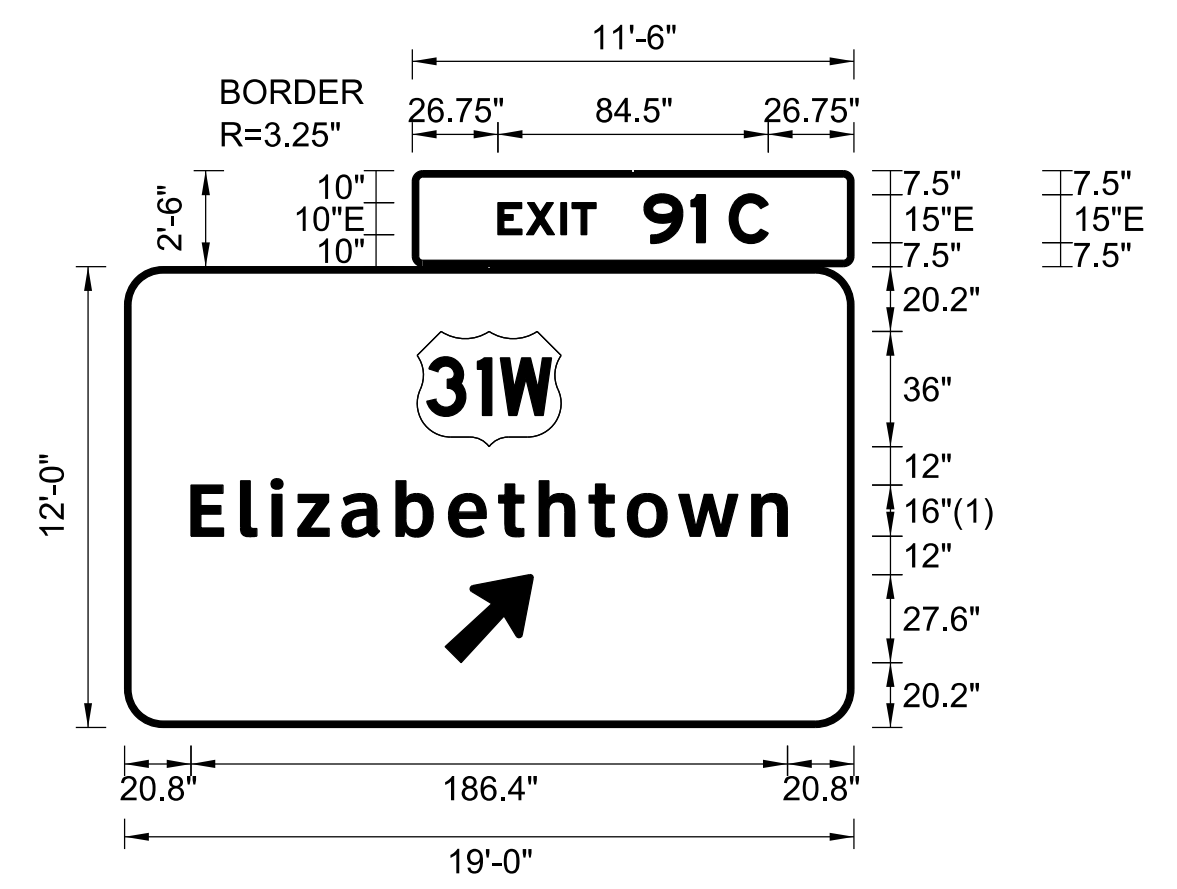 11'-6"
BORDER
R=3.25"
26.75" 84.5" 26.75"
2'-6"
10"
10"E
10"
EXIT 91 C
7.5"
15"E
7.5"
7.5"
15"E
7.5"
12'-0"
31W
Elizabethtown
20.2"
36"
12"
16"(1)
12"
27.6"
20.2"
20.8" 186.4" 20.8"
19'-0"